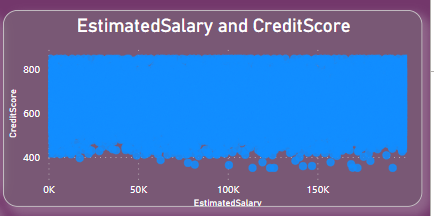 EstimatedSalary and CreditScore
800
600
400
CreditScore
0K 50K 100K 150K
EstimatedSalary